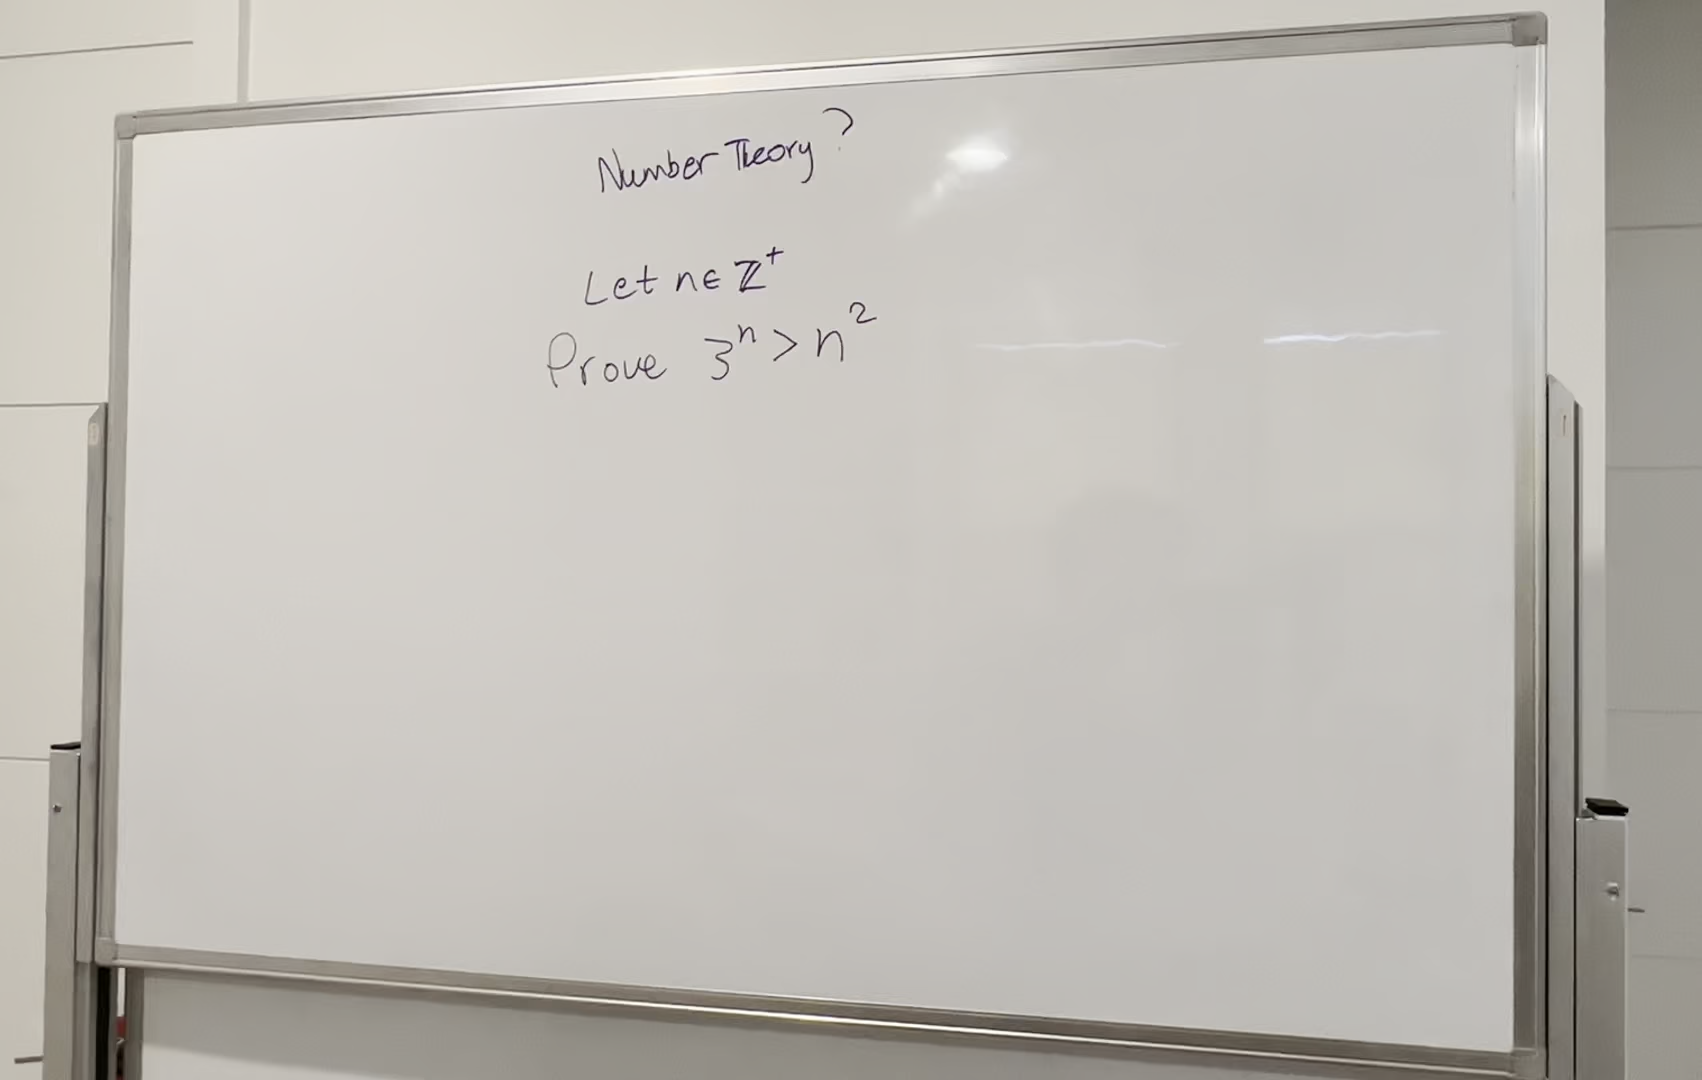 Number Theory?
Let n ∈ ℤ⁺
Prove 3ⁿ > n²